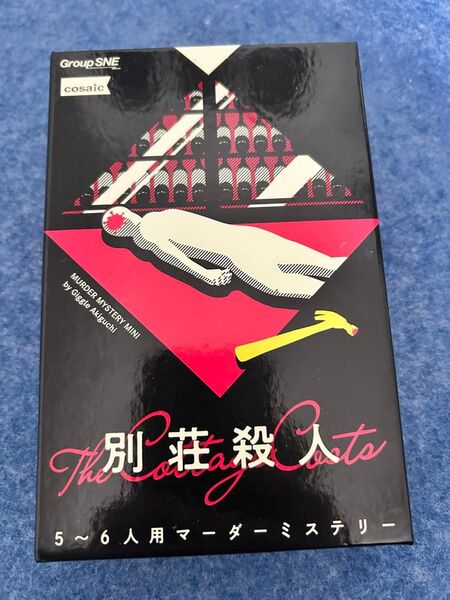 Group SNE
cosaic
MURDER MYSTERY MINI
by Giggle Akiguchi
別荘殺人
The Cottage Costs
5～6人用マーダーミステリー